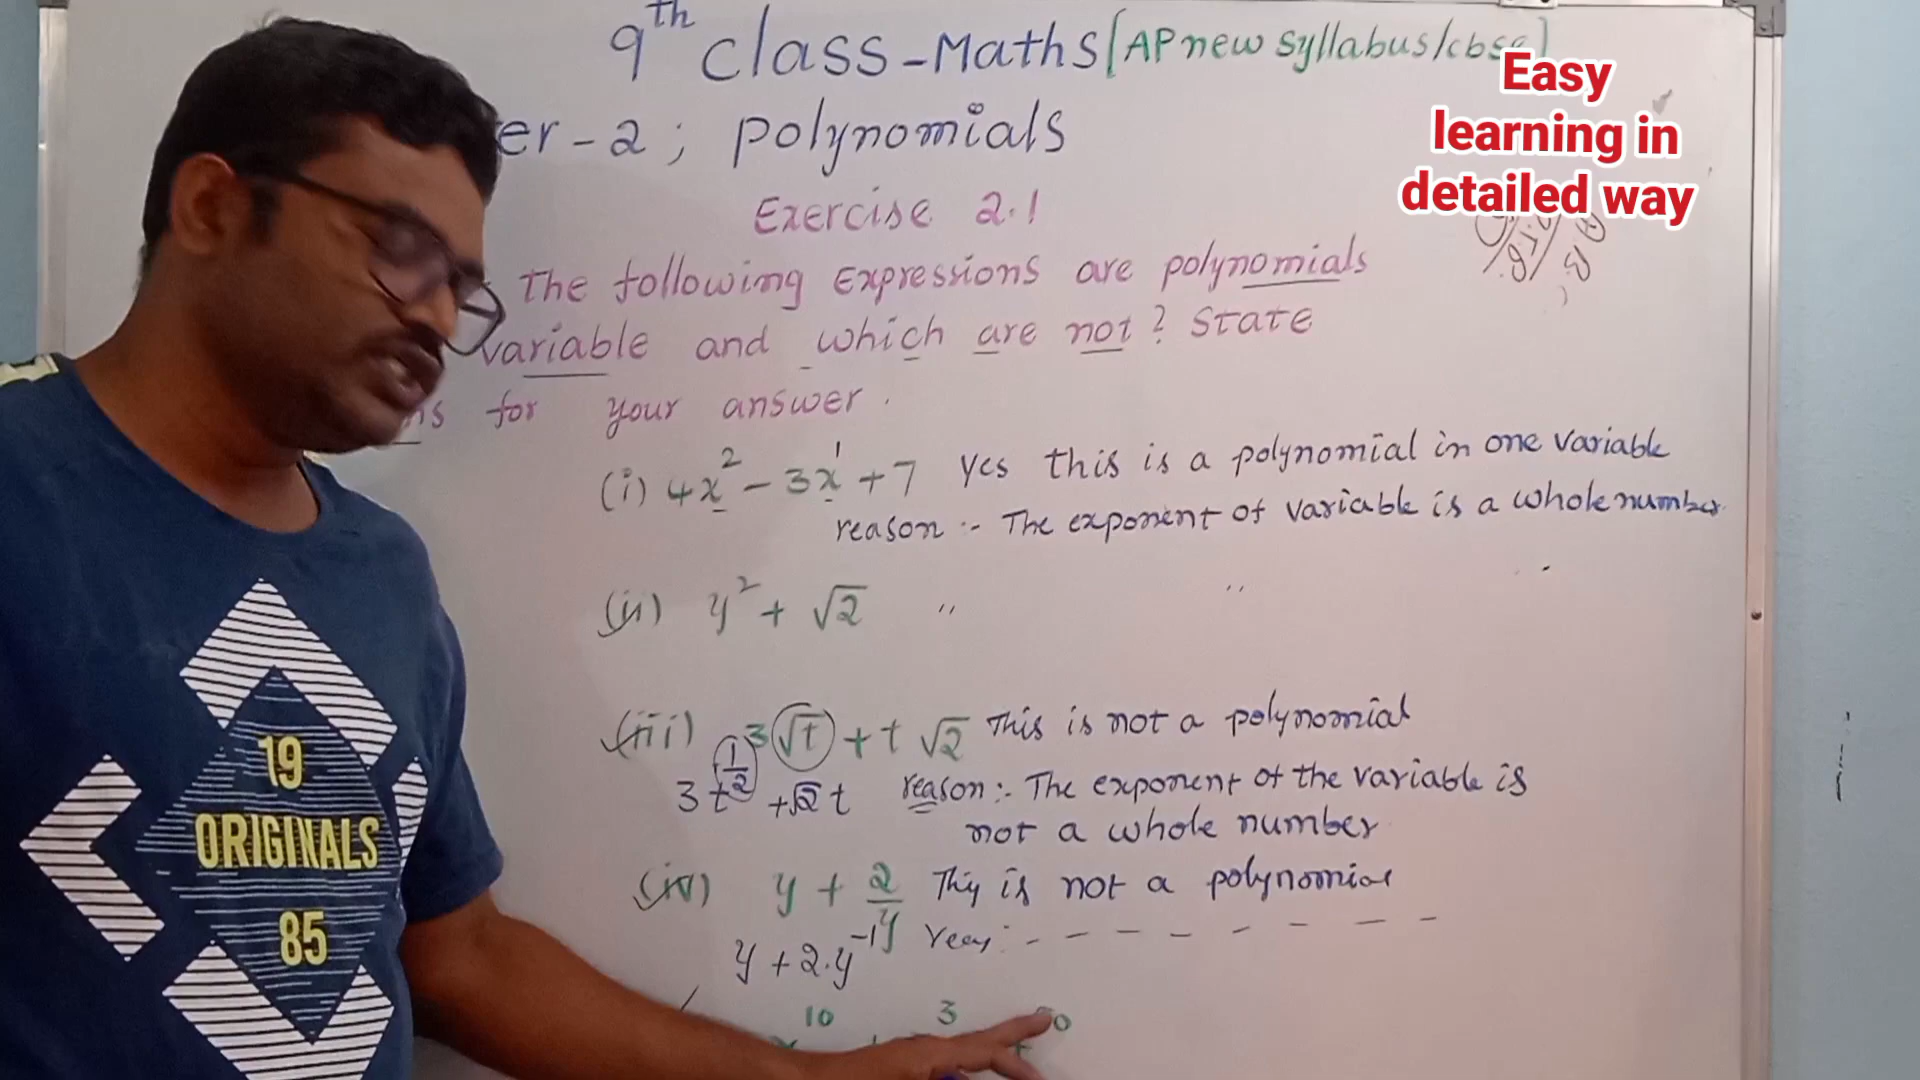 9th class - Maths [AP new syllabus/cbse]
Easy
learning in
detailed way
er - 2 ; polynomials
Exercise 2.1
The following Expressions are polynomials
variable and which are not? State
ns for your answer.
(i) 4x² - 3x¹ + 7 Yes this is a polynomial in one variable
reason :- The exponent of variable is a whole number
(ii) y² + √2 " "
(iii) 3√t + t√2 This is not a polynomial
3t^1/2 + √2 t reason :- The exponent of the variable is
not a whole number
(iv) y + 2/y This is not a polynomial
y + 2.y⁻¹
10 3 50
19
ORIGINALS
85